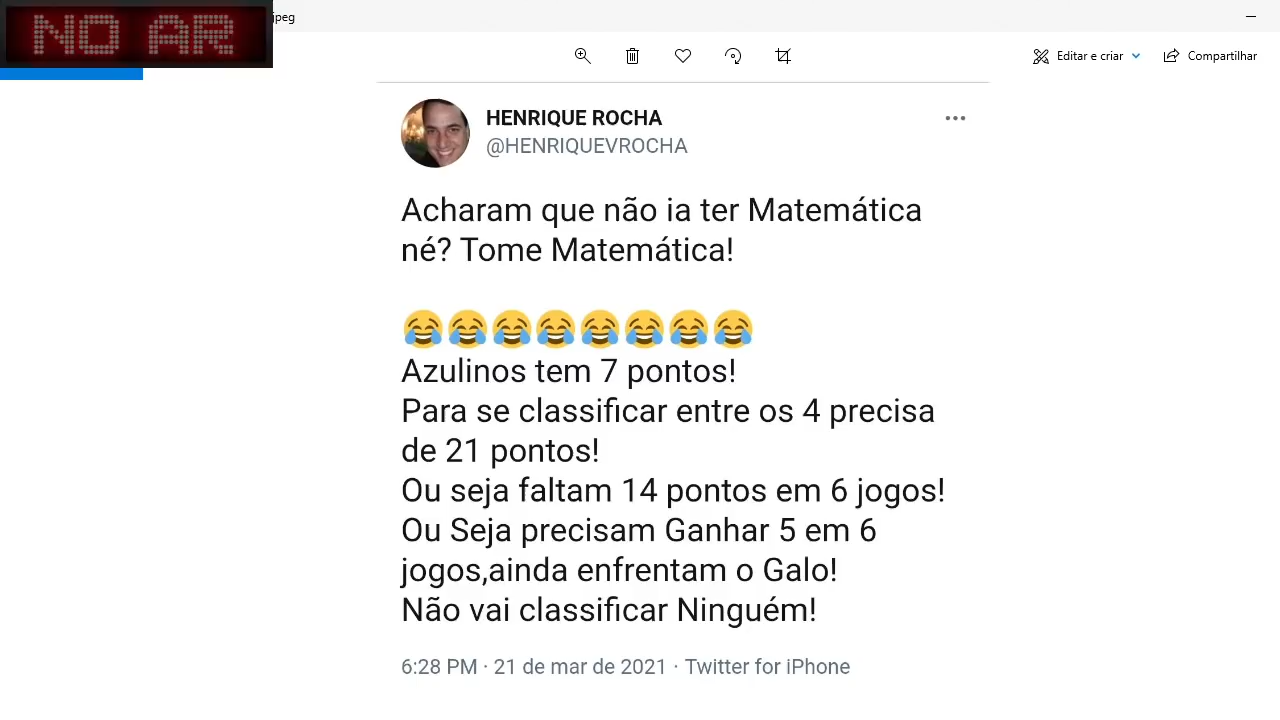 NO AR
jpeg
Editar e criar
Compartilhar
HENRIQUE ROCHA
@HENRIQUEVROCHA
Acharam que não ia ter Matemática
né? Tome Matemática!
😂😂😂😂😂😂😂😂
Azulinos tem 7 pontos!
Para se classificar entre os 4 precisa
de 21 pontos!
Ou seja faltam 14 pontos em 6 jogos!
Ou Seja precisam Ganhar 5 em 6
jogos,ainda enfrentam o Galo!
Não vai classificar Ninguém!
6:28 PM · 21 de mar de 2021 · Twitter for iPhone